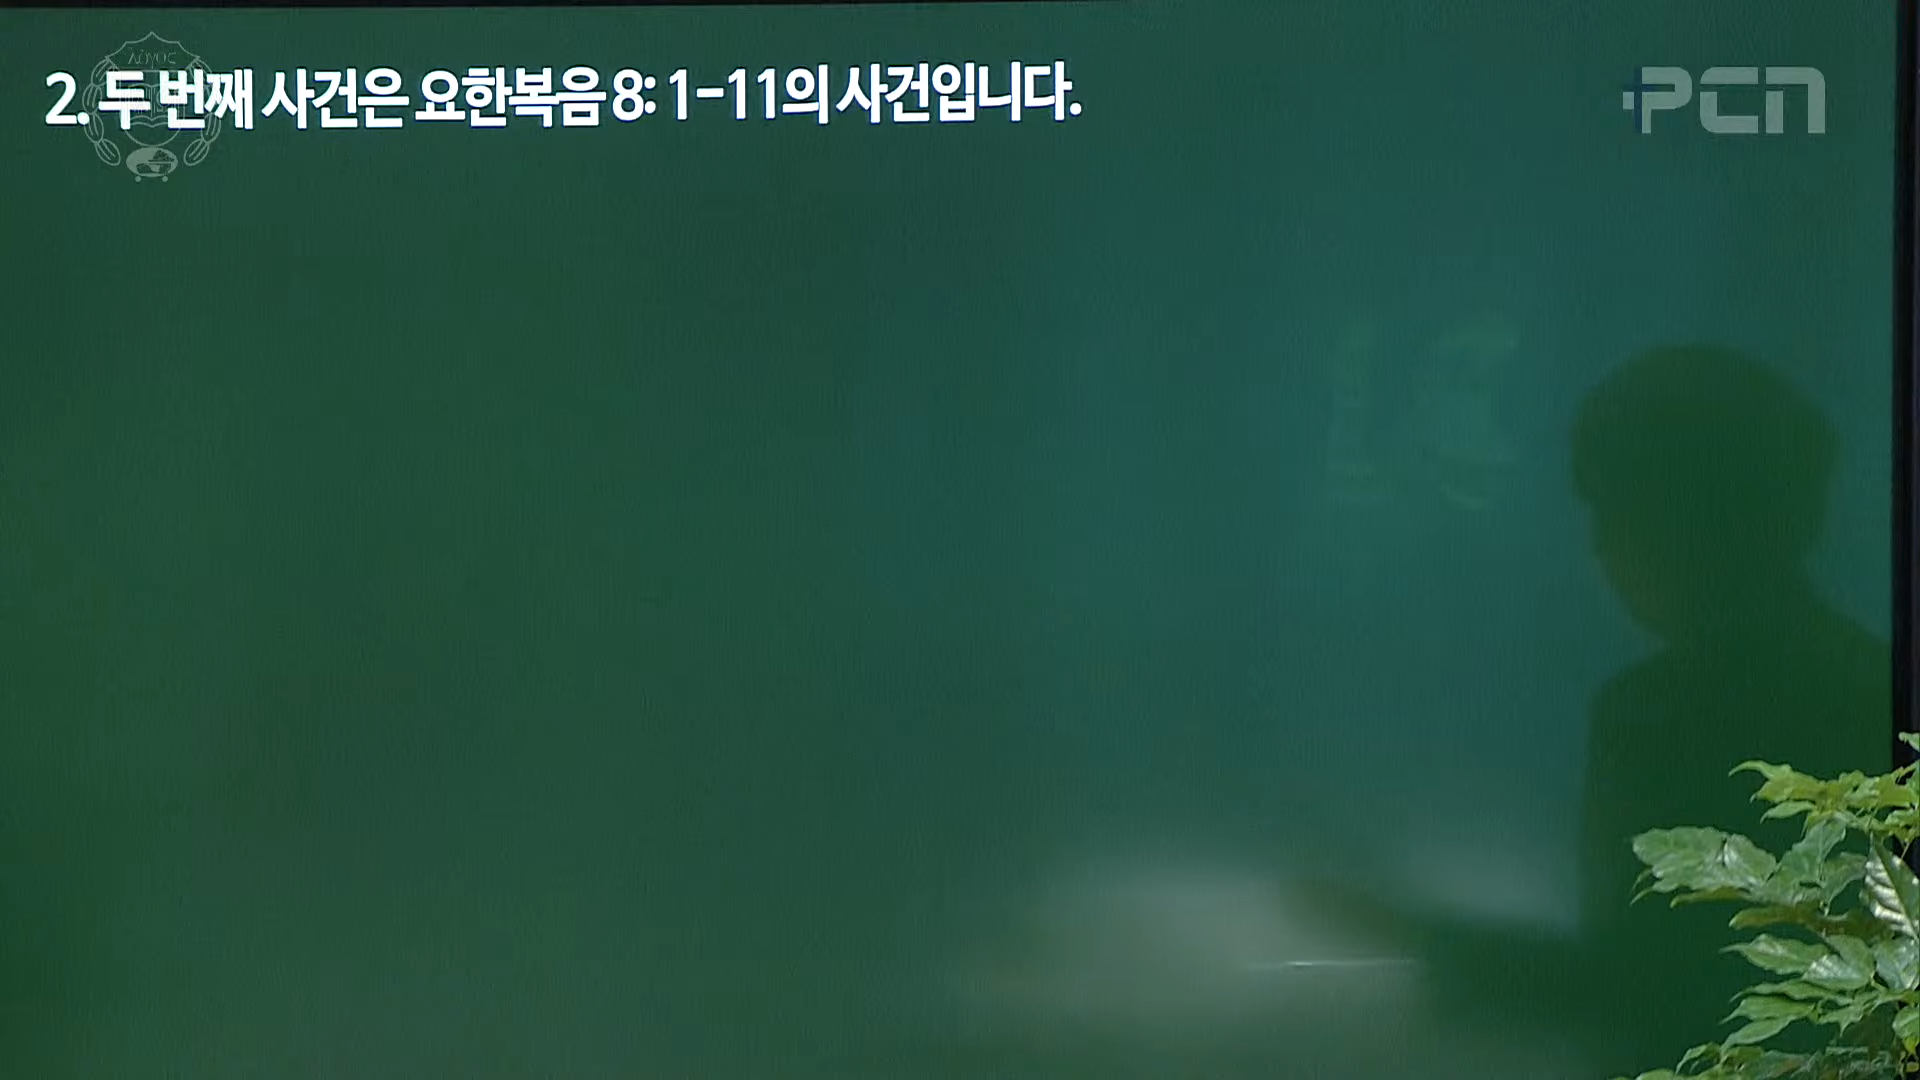 λόγος
2. 두 번째 사건은 요한복음 8: 1-11의 사건입니다.
PCN